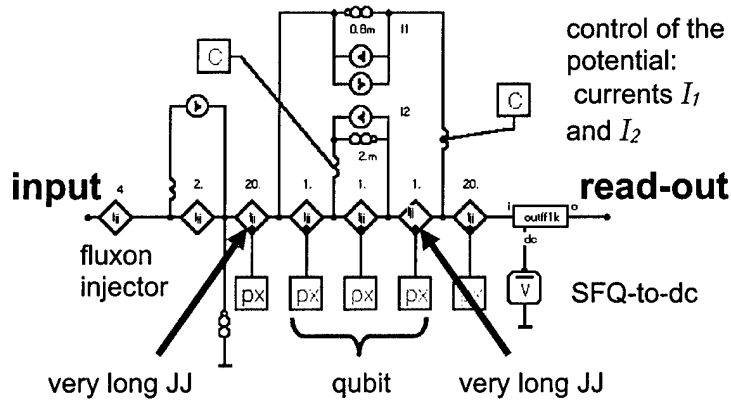 control of the
potential:
currents I1
and I2
0.8m
I1
C
I2
C
2.m
input
4
2.
20.
1.
1.
1.
20.
read-out
i
outff1k
o
dc
fluxon
injector
px
px
px
px
px
V
SFQ-to-dc
very long JJ
qubit
very long JJ